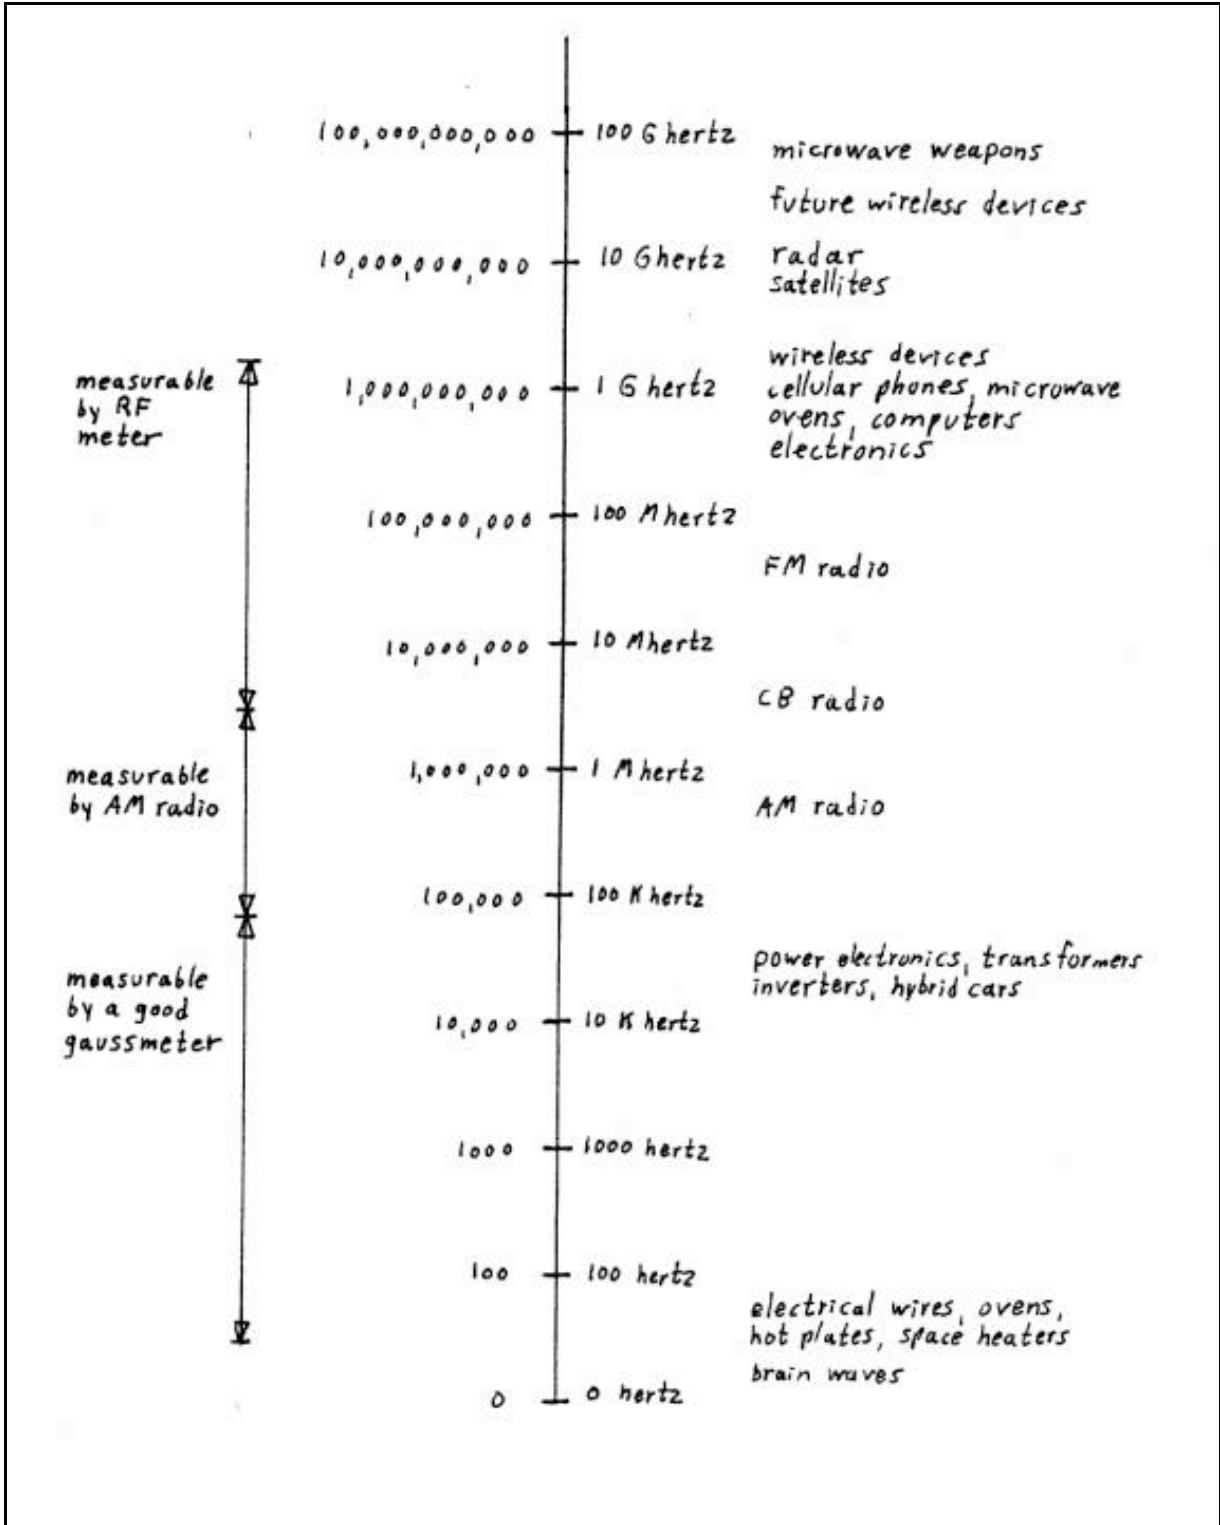 100,000,000,000 100 G hertz
microwave weapons
future wireless devices
10,000,000,000 10 G hertz
radar
satellites
wireless devices
measurable
by RF
meter
1,000,000,000 1 G hertz
cellular phones, microwave
ovens, computers
electronics
100,000,000 100 M hertz
FM radio
10,000,000 10 M hertz
CB radio
measurable
by AM radio
1,000,000 1 M hertz
AM radio
100,000 100 K hertz
power electronics, transformers
inverters, hybrid cars
measurable
by a good
gaussmeter
10,000 10 K hertz
1000 1000 hertz
100 100 hertz
electrical wires, ovens,
hot plates, space heaters
brain waves
0 0 hertz